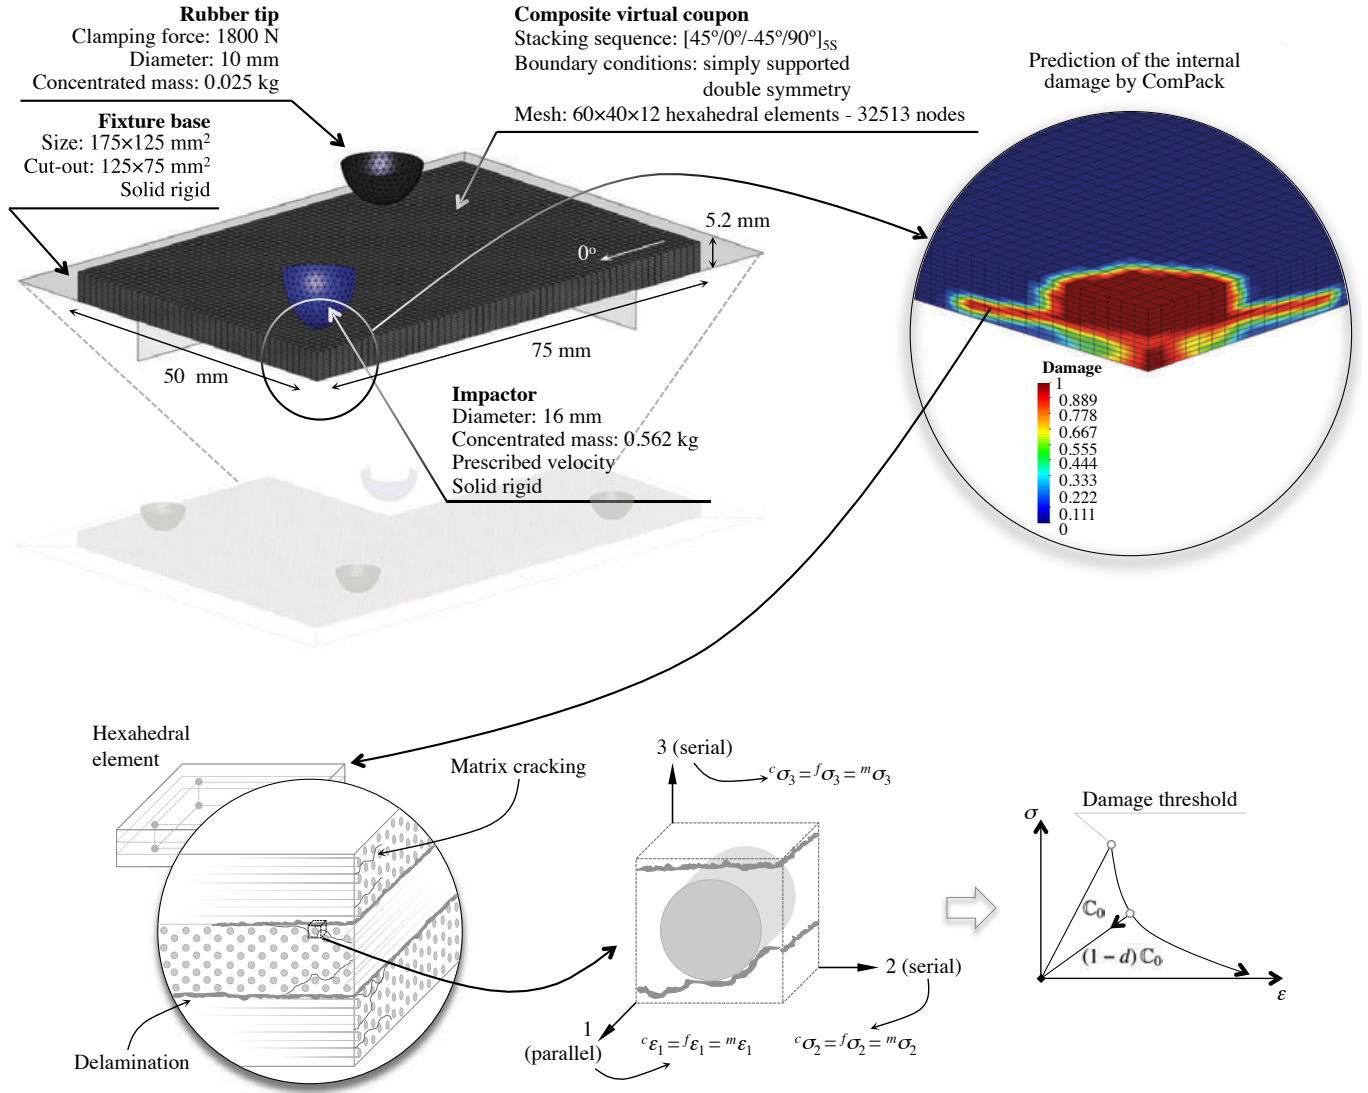 Rubber tip
Clamping force: 1800 N
Diameter: 10 mm
Concentrated mass: 0.025 kg
Fixture base
Size: 175×125 mm²
Cut-out: 125×75 mm²
Solid rigid
Composite virtual coupon
Stacking sequence: [45º/0º/-45º/90º]5S
Boundary conditions: simply supported
double symmetry
Mesh: 60×40×12 hexahedral elements - 32513 nodes
Prediction of the internal
damage by ComPack
5.2 mm
0º
75 mm
50 mm
Impactor
Diameter: 16 mm
Concentrated mass: 0.562 kg
Prescribed velocity
Solid rigid
Damage
1
0.889
0.778
0.667
0.555
0.444
0.333
0.222
0.111
0
Hexahedral
element
Matrix cracking
Delamination
3 (serial)
ᶜσ₃ = ᶠσ₃ = ᵐσ₃
2 (serial)
ᶜσ₂ = ᶠσ₂ = ᵐσ₂
1
(parallel)
ᶜε₁ = ᶠε₁ = ᵐε₁
Damage threshold
σ
ℂ₀
(1 − d) ℂ₀
ε